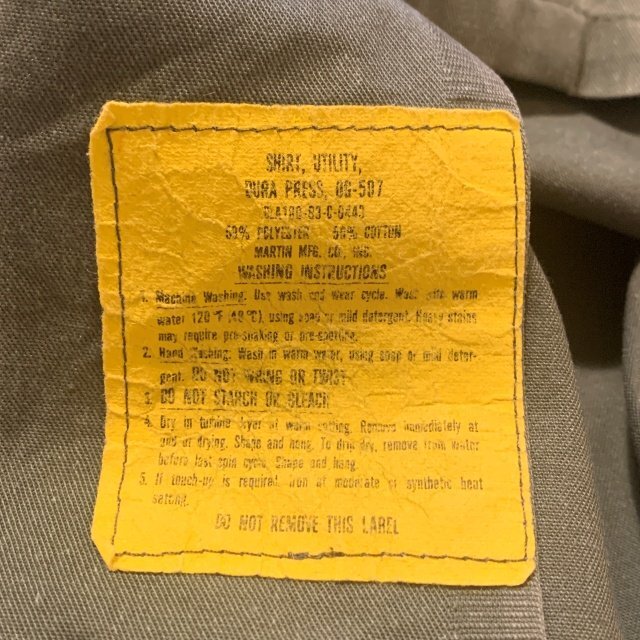 SHIRT, UTILITY,
DURA PRESS, OG-507
50% POLYESTER 50% COTTON
MARTIN MFG. CO., INC.
WASHING INSTRUCTIONS
1. Machine Washing. Use wash and wear cycle. Wash with warm
water 120°F (49°C), using soap or mild detergent. Heavy stains
may require pre-soaking or pre-spotting.
2. Hand Washing. Wash in warm water, using soap or mild deter-
gent. DO NOT WRING OR TWIST
3. DO NOT STARCH OR BLEACH
4. Dry in tumble dryer at warm setting. Remove immediately at
end of drying. Shape and hang. To drip dry, remove from water
before last spin cycle. Shape and hang.
5. If touch-up is required, iron at moderate or synthetic heat
setting.
DO NOT REMOVE THIS LABEL